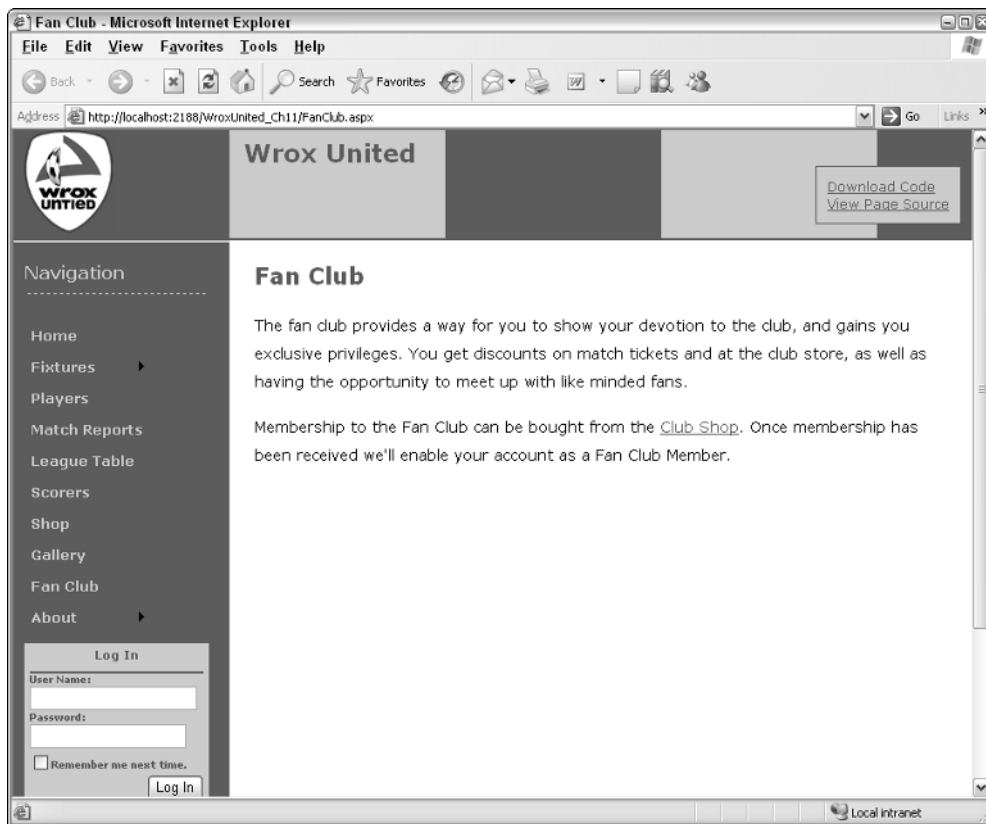 Fan Club - Microsoft Internet Explorer
File Edit View Favorites Tools Help
Back Search Favorites
Address http://localhost:2188/WroxUnited_Ch11/FanClub.aspx Go Links »
wrox
UNTIED
Wrox United
Download Code
View Page Source
Navigation
Home
Fixtures
Players
Match Reports
League Table
Scorers
Shop
Gallery
Fan Club
About
Log In
User Name:
Password:
Remember me next time.
Log In
Fan Club
The fan club provides a way for you to show your devotion to the club, and gains you
exclusive privileges. You get discounts on match tickets and at the club store, as well as
having the opportunity to meet up with like minded fans.
Membership to the Fan Club can be bought from the Club Shop. Once membership has
been received we'll enable your account as a Fan Club Member.
Local intranet